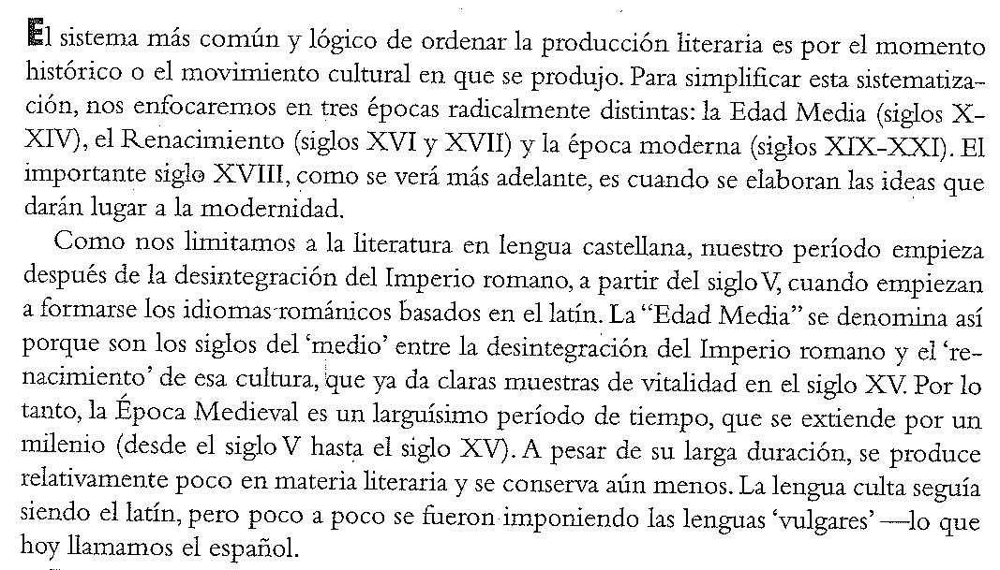 El sistema más común y lógico de ordenar la producción literaria es por el momento
histórico o el movimiento cultural en que se produjo. Para simplificar esta sistematiza-
ción, nos enfocaremos en tres épocas radicalmente distintas: la Edad Media (siglos X-
XIV), el Renacimiento (siglos XVI y XVII) y la época moderna (siglos XIX-XXI). El
importante siglo XVIII, como se verá más adelante, es cuando se elaboran las ideas que
darán lugar a la modernidad.
Como nos limitamos a la literatura en lengua castellana, nuestro período empieza
después de la desintegración del Imperio romano, a partir del siglo V, cuando empiezan
a formarse los idiomas románicos basados en el latín. La “Edad Media” se denomina así
porque son los siglos del ‘medio’ entre la desintegración del Imperio romano y el ‘re-
nacimiento’ de esa cultura, que ya da claras muestras de vitalidad en el siglo XV. Por lo
tanto, la Época Medieval es un larguísimo período de tiempo, que se extiende por un
milenio (desde el siglo V hasta el siglo XV). A pesar de su larga duración, se produce
relativamente poco en materia literaria y se conserva aún menos. La lengua culta seguía
siendo el latín, pero poco a poco se fueron imponiendo las lenguas ‘vulgares’ —lo que
hoy llamamos el español.